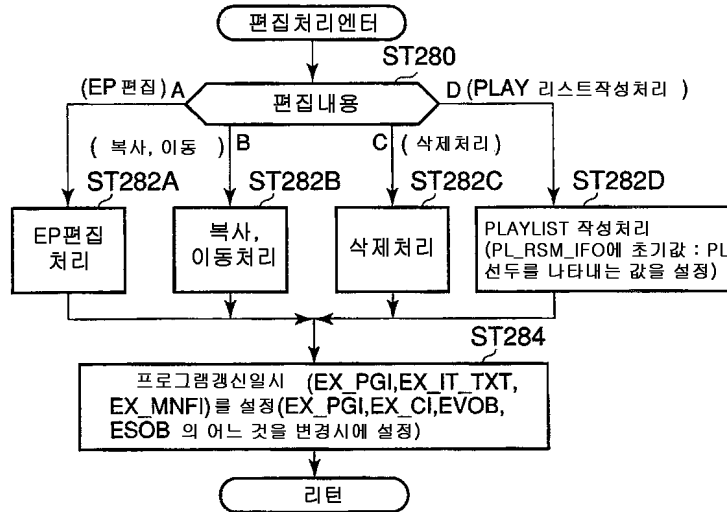 편집처리엔터
ST280
(EP 편집) A
편집내용
D (PLAY 리스트작성처리 )
( 복사, 이동 ) B
C ( 삭제처리)
ST282A
ST282B
ST282C
ST282D
EP편집
처리
복사,
이동처리
삭제처리
PLAYLIST 작성처리
(PL_RSM_IFO에 초기값 : PL
선두를 나타내는 값을 설정)
ST284
프로그램갱신일시 (EX_PGI,EX_IT_TXT,
EX_MNFI)를 설정(EX_PGI,EX_CI,EVOB,
ESOB 의 어느 것을 변경시에 설정)
리턴